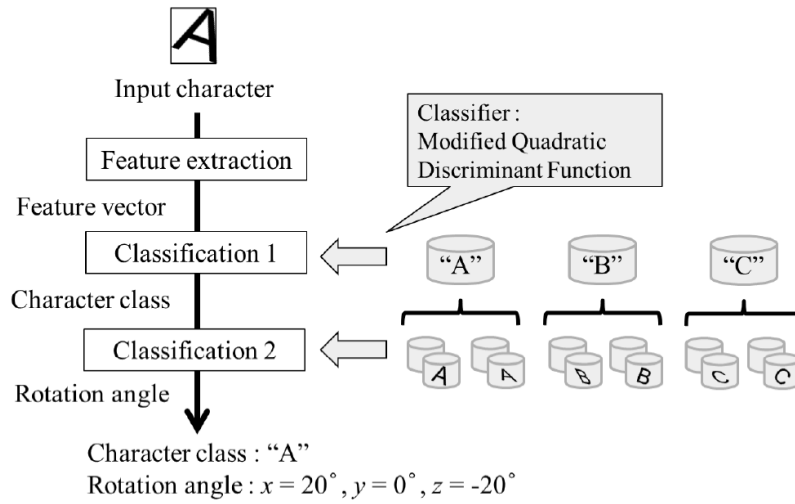 A
Input character
Classifier :
Modified Quadratic
Discriminant Function
Feature extraction
Feature vector
Classification 1
"A" "B" "C"
Character class
Classification 2
A A B B C C
Rotation angle
Character class : "A"
Rotation angle : x = 20°, y = 0°, z = -20°